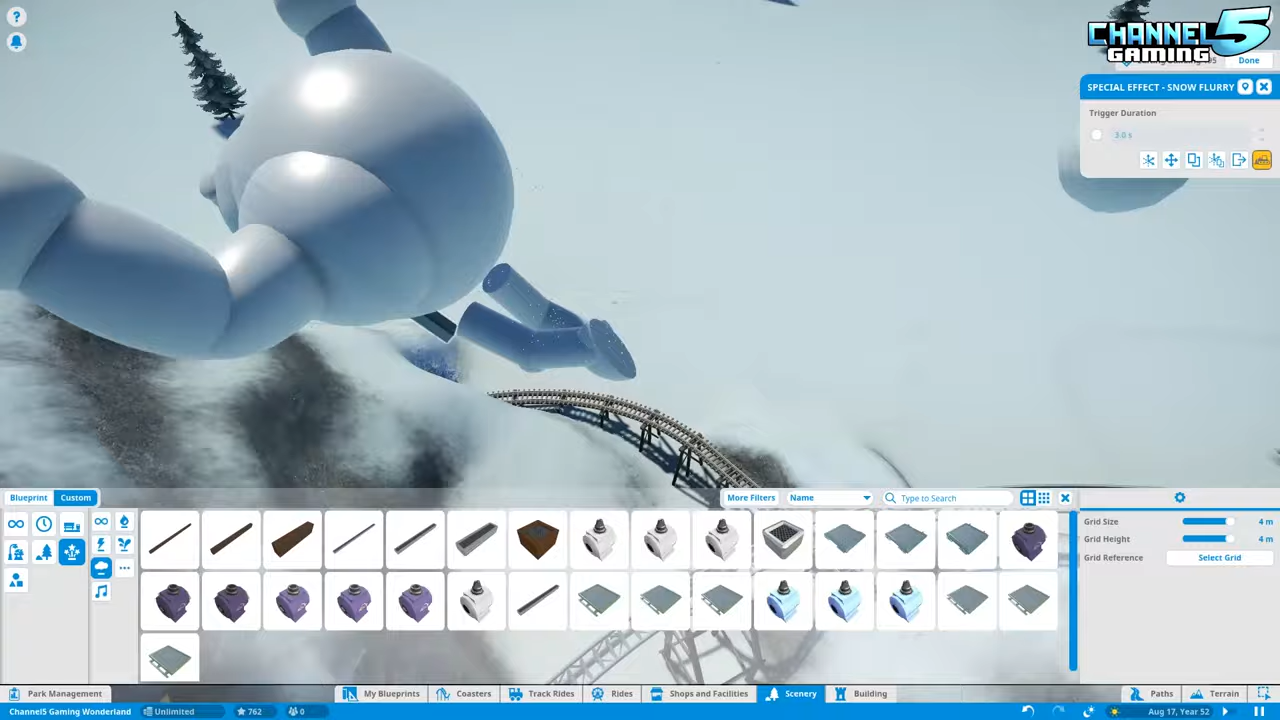 CHANNEL 5
GAMING
Done
SPECIAL EFFECT - SNOW FLURRY
Trigger Duration
3.0 s
Blueprint
Custom
More Filters
Name
Type to Search
Grid Size
4 m
Grid Height
4 m
Grid Reference
Select Grid
Park Management
My Blueprints
Coasters
Track Rides
Rides
Shops and Facilities
Scenery
Building
Paths
Terrain
Channel5 Gaming Wonderland
Unlimited
762
0
Aug 17, Year 52